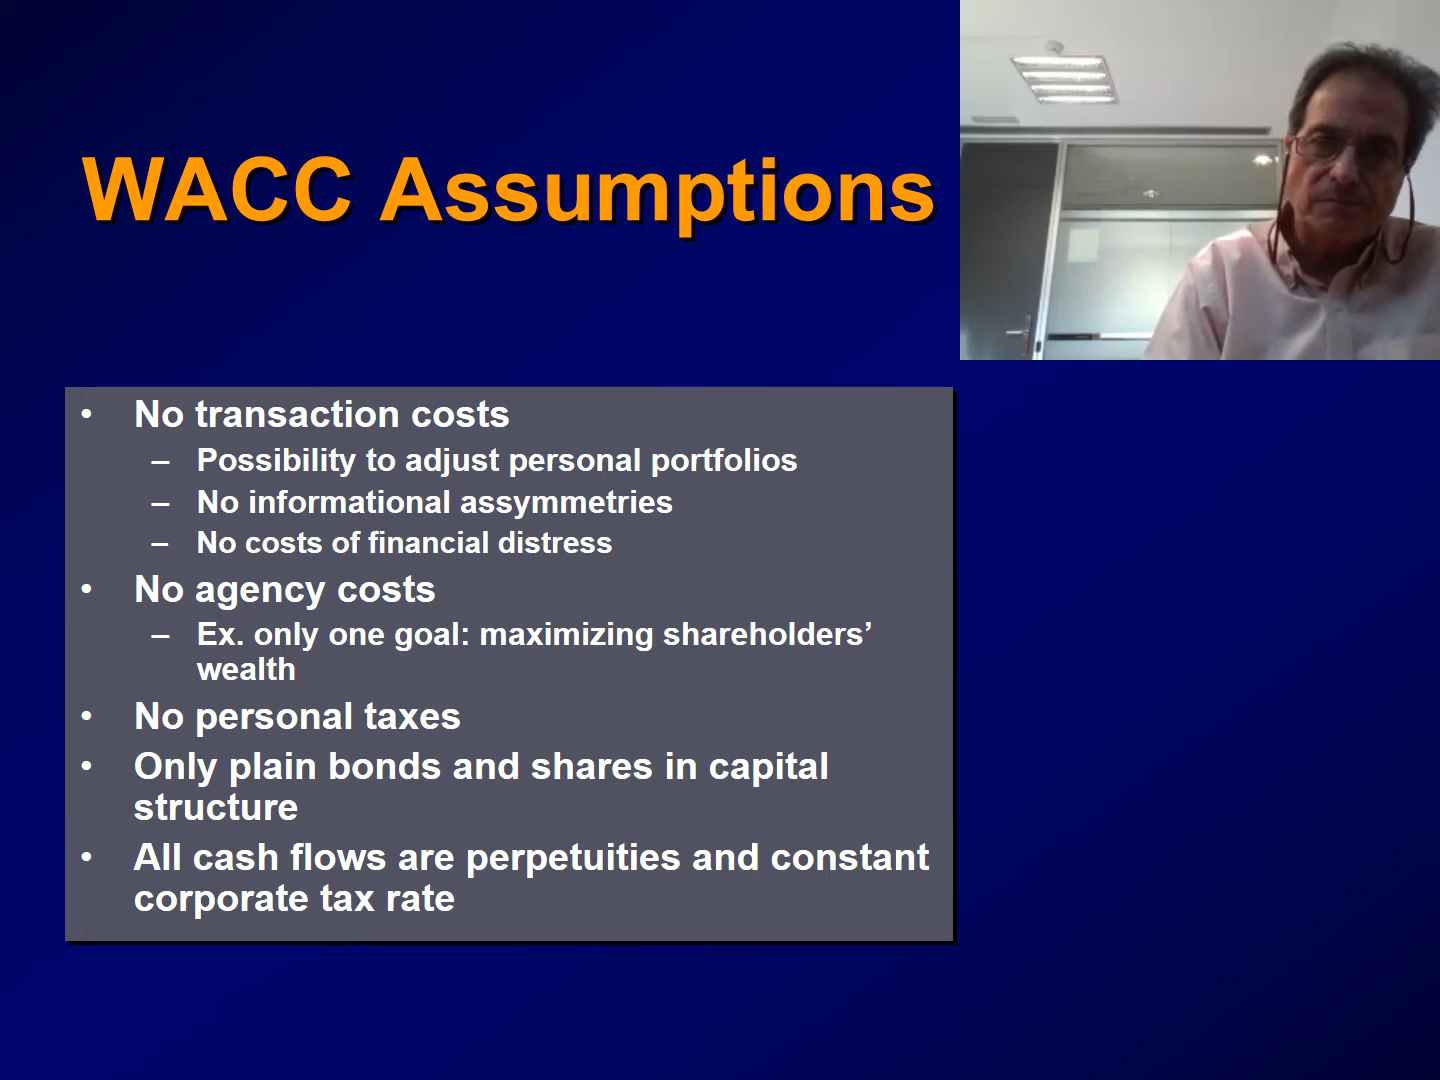 WACC Assumptions
• No transaction costs
– Possibility to adjust personal portfolios
– No informational assymmetries
– No costs of financial distress
• No agency costs
– Ex. only one goal: maximizing shareholders’
wealth
• No personal taxes
• Only plain bonds and shares in capital
structure
• All cash flows are perpetuities and constant
corporate tax rate